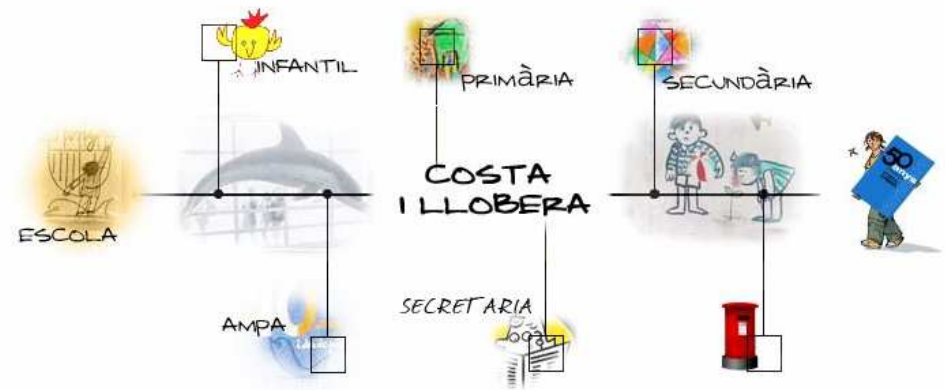 INFANTIL
PRIMÀRIA
SECUNDÀRIA
COSTA
I LLOBERA
50
anys
ESCOLA
SECRETARIA
AMPA